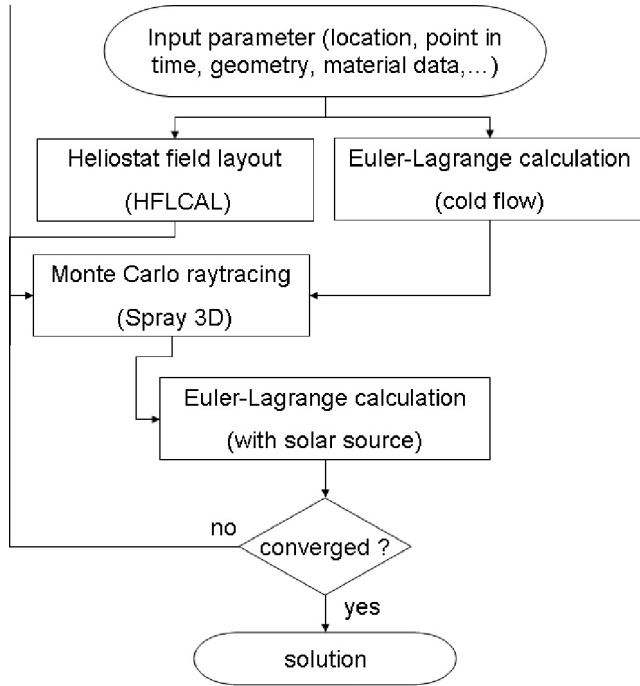 Input parameter (location, point in
time, geometry, material data,...)
Heliostat field layout
(HFLCAL)
Euler-Lagrange calculation
(cold flow)
Monte Carlo raytracing
(Spray 3D)
Euler-Lagrange calculation
(with solar source)
no
converged ?
yes
solution